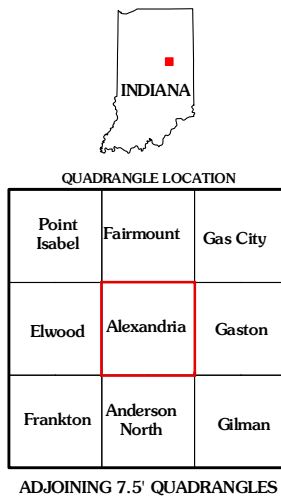 INDIANA
QUADRANGLE LOCATION
Point
Isabel
Fairmount
Gas City
Elwood
Alexandria
Gaston
Frankton
Anderson
North
Gilman
ADJOINING 7.5' QUADRANGLES